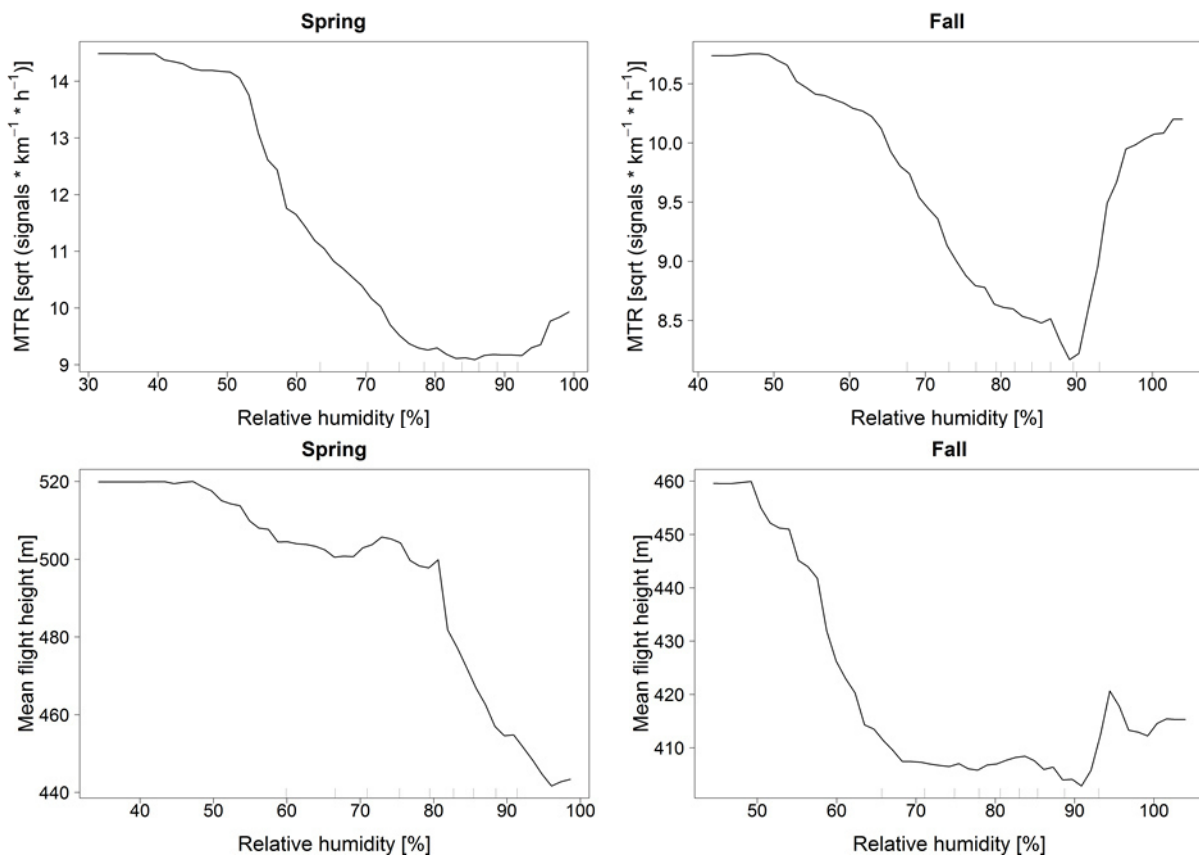 Spring
Fall
MTR [sqrt (signals * km⁻¹ * h⁻¹)]
14
13
12
11
10
9
30 40 50 60 70 80 90 100
Relative humidity [%]
MTR [sqrt (signals * km⁻¹ * h⁻¹)]
10.5
10.0
9.5
9.0
8.5
40 50 60 70 80 90 100
Relative humidity [%]
Spring
Fall
Mean flight height [m]
520
500
480
460
440
40 50 60 70 80 90 100
Relative humidity [%]
Mean flight height [m]
460
450
440
430
420
410
50 60 70 80 90 100
Relative humidity [%]